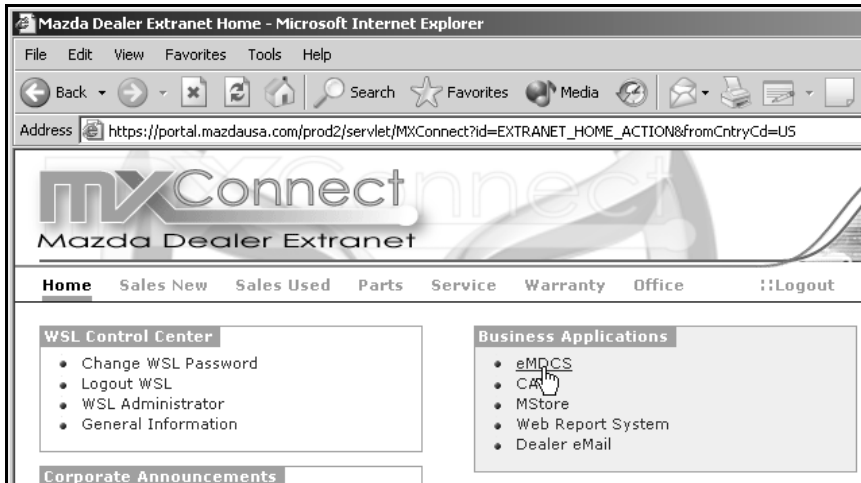 Mazda Dealer Extranet Home - Microsoft Internet Explorer
File Edit View Favorites Tools Help
Back Search Favorites Media
Address https://portal.mazdausa.com/prod2/servlet/MXConnect?id=EXTRANET_HOME_ACTION&fromCntryCd=US
mxConnect
Mazda Dealer Extranet
Home Sales New Sales Used Parts Service Warranty Office ::Logout
WSL Control Center
Change WSL Password
Logout WSL
WSL Administrator
General Information
Business Applications
eMDCS
MStore
Web Report System
Dealer eMail
Corporate Announcements